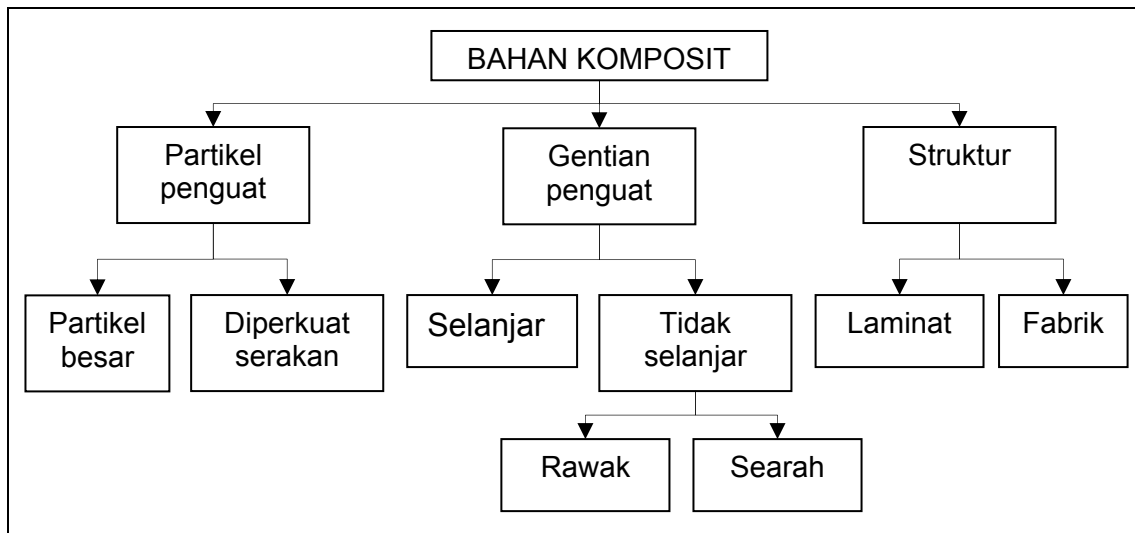 BAHAN KOMPOSIT
Partikel
penguat
Gentian
penguat
Struktur
Partikel
besar
Diperkuat
serakan
Selanjar
Tidak
selanjar
Laminat
Fabrik
Rawak
Searah